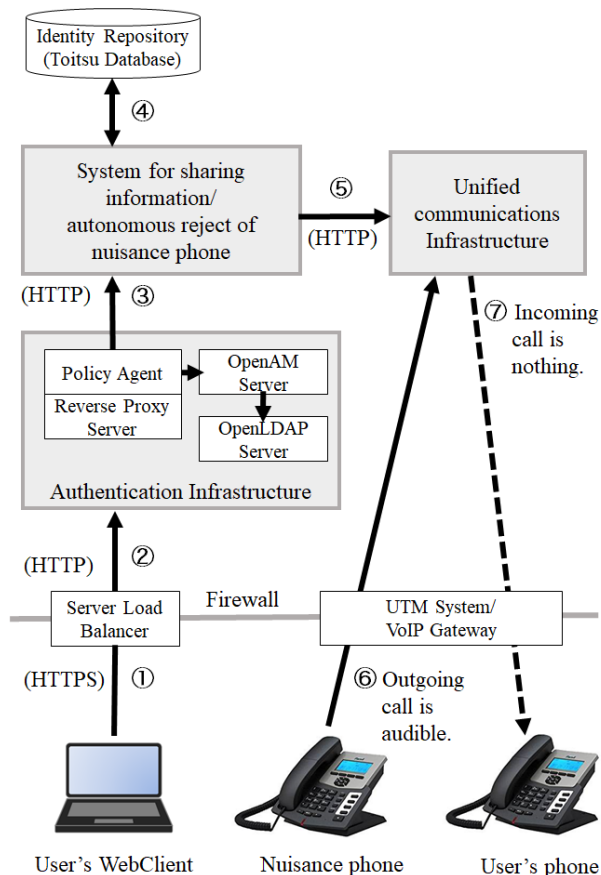 Identity Repository
(Toitsu Database)
④
System for sharing
information/
autonomous reject of
nuisance phone
⑤
(HTTP)
Unified
communications
Infrastructure
(HTTP)
③
⑦ Incoming
call is
nothing.
Policy Agent
Reverse Proxy
Server
OpenAM
Server
OpenLDAP
Server
Authentication Infrastructure
②
(HTTP)
Server Load
Balancer
Firewall
UTM System/
VoIP Gateway
(HTTPS)
①
⑥ Outgoing
call is
audible.
User's WebClient
Nuisance phone
User's phone